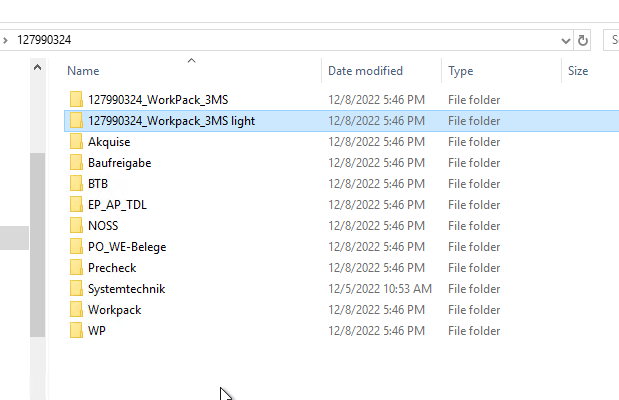 127990324
S
Name Date modified Type Size
127990324_WorkPack_3MS 12/8/2022 5:46 PM File folder
127990324_Workpack_3MS light 12/8/2022 5:46 PM File folder
Akquise 12/8/2022 5:46 PM File folder
Baufreigabe 12/8/2022 5:46 PM File folder
BTB 12/8/2022 5:46 PM File folder
EP_AP_TDL 12/8/2022 5:46 PM File folder
NOSS 12/8/2022 5:46 PM File folder
PO_WE-Belege 12/8/2022 5:46 PM File folder
Precheck 12/8/2022 5:46 PM File folder
Systemtechnik 12/5/2022 10:53 AM File folder
Workpack 12/8/2022 5:46 PM File folder
WP 12/8/2022 5:46 PM File folder